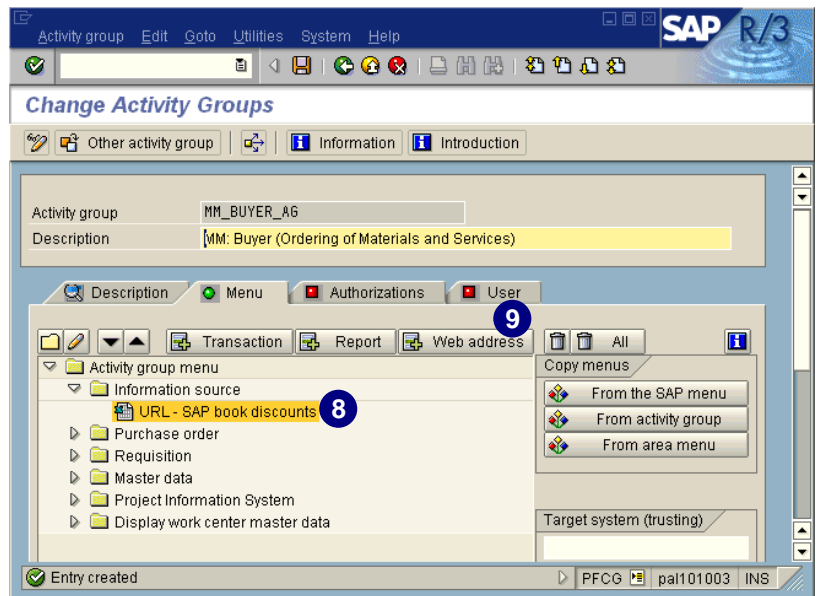 Activity group Edit Goto Utilities System Help
SAP R/3
Change Activity Groups
Other activity group Information Introduction
Activity group MM_BUYER_AG
Description MM: Buyer (Ordering of Materials and Services)
Description Menu Authorizations User
9
Transaction Report Web address All
Activity group menu
Copy menus
Information source
From the SAP menu
URL - SAP book discounts 8
From activity group
Purchase order
From area menu
Requisition
Master data
Project Information System
Display work center master data
Target system (trusting)
Entry created PFCG pal101003 INS